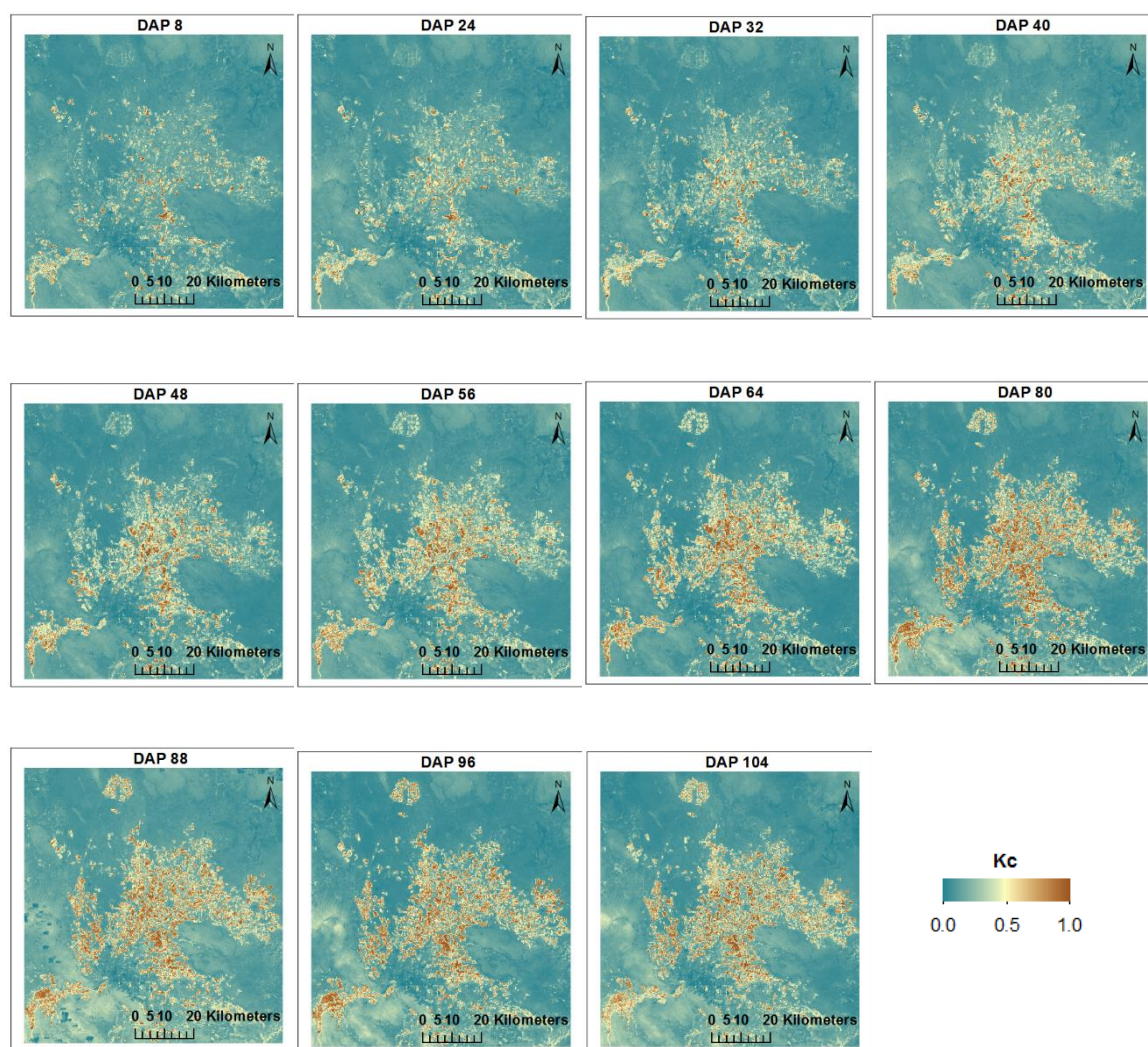 DAP 8
N
0 5 10 20 Kilometers
DAP 24
N
0 5 10 20 Kilometers
DAP 32
N
0 5 10 20 Kilometers
DAP 40
N
0 5 10 20 Kilometers
DAP 48
N
0 5 10 20 Kilometers
DAP 56
N
0 5 10 20 Kilometers
DAP 64
N
0 5 10 20 Kilometers
DAP 80
N
0 5 10 20 Kilometers
DAP 88
N
0 5 10 20 Kilometers
DAP 96
N
0 5 10 20 Kilometers
DAP 104
N
0 5 10 20 Kilometers
Kc
0.0 0.5 1.0